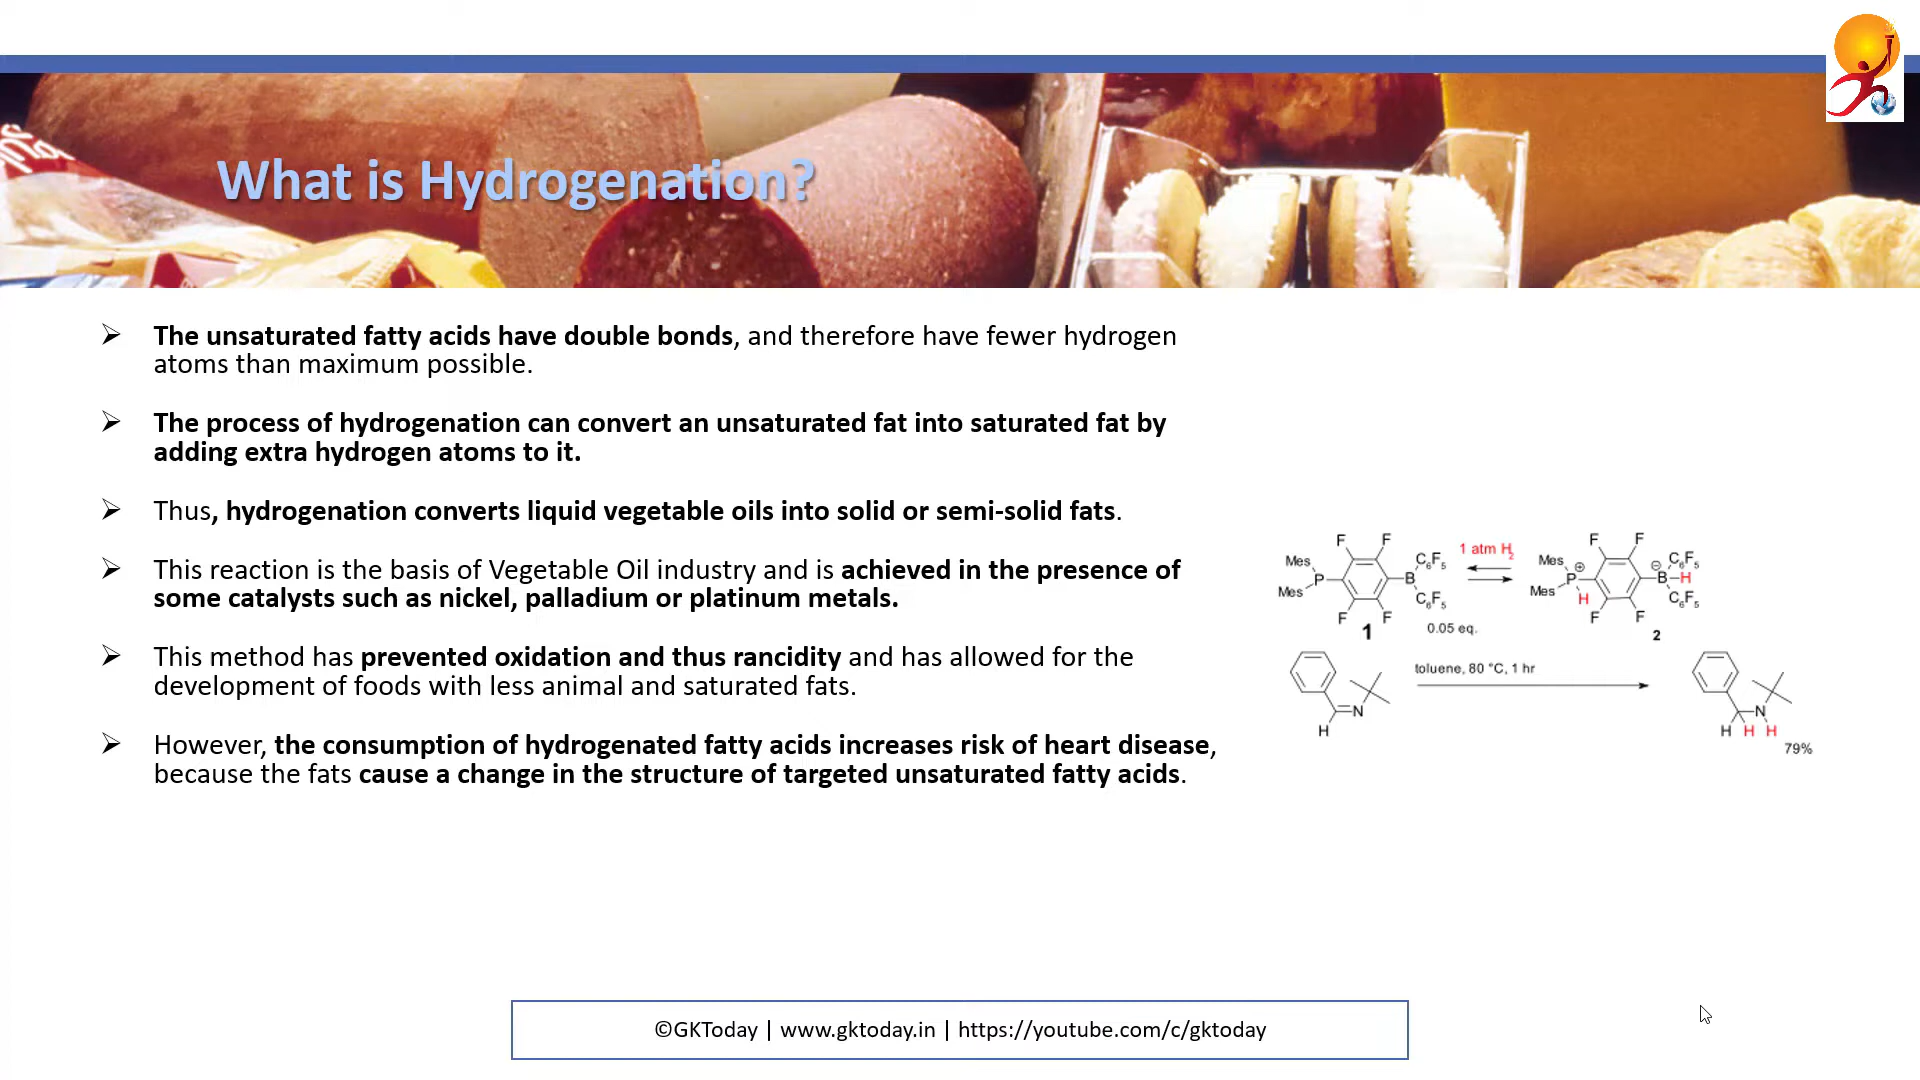 What is Hydrogenation?
➢ The unsaturated fatty acids have double bonds, and therefore have fewer hydrogen
atoms than maximum possible.
➢ The process of hydrogenation can convert an unsaturated fat into saturated fat by
adding extra hydrogen atoms to it.
➢ Thus, hydrogenation converts liquid vegetable oils into solid or semi-solid fats.
➢ This reaction is the basis of Vegetable Oil industry and is achieved in the presence of
some catalysts such as nickel, palladium or platinum metals.
➢ This method has prevented oxidation and thus rancidity and has allowed for the
development of foods with less animal and saturated fats.
➢ However, the consumption of hydrogenated fatty acids increases risk of heart disease,
because the fats cause a change in the structure of targeted unsaturated fatty acids.
F F 1 atm H2 F F
Mes C6F5 Mes ⊕ ⊖ C6F5
P B P B H
Mes C6F5 Mes H C6F5
F F F F
1 0.05 eq. 2
toluene, 80 °C, 1 hr
N N
H H H H
79%
©GKToday | www.gktoday.in | https://youtube.com/c/gktoday